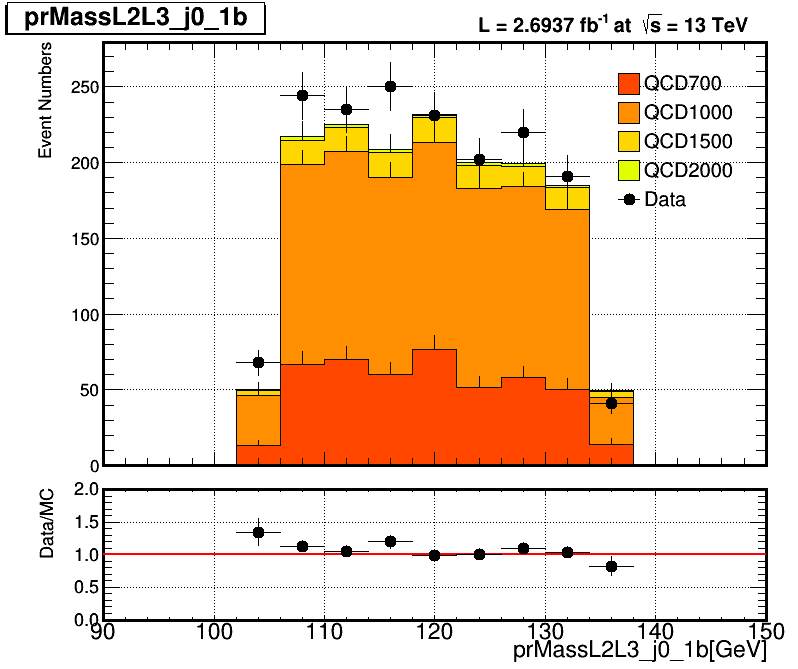 prMassL2L3_j0_1b
L = 2.6937 fb-1 at √s = 13 TeV
Event Numbers
250
200
150
100
50
0
QCD700
QCD1000
QCD1500
QCD2000
Data
Data/MC
2.0
1.5
1.0
0.5
0.0
90 100 110 120 130 140 150
prMassL2L3_j0_1b[GeV]